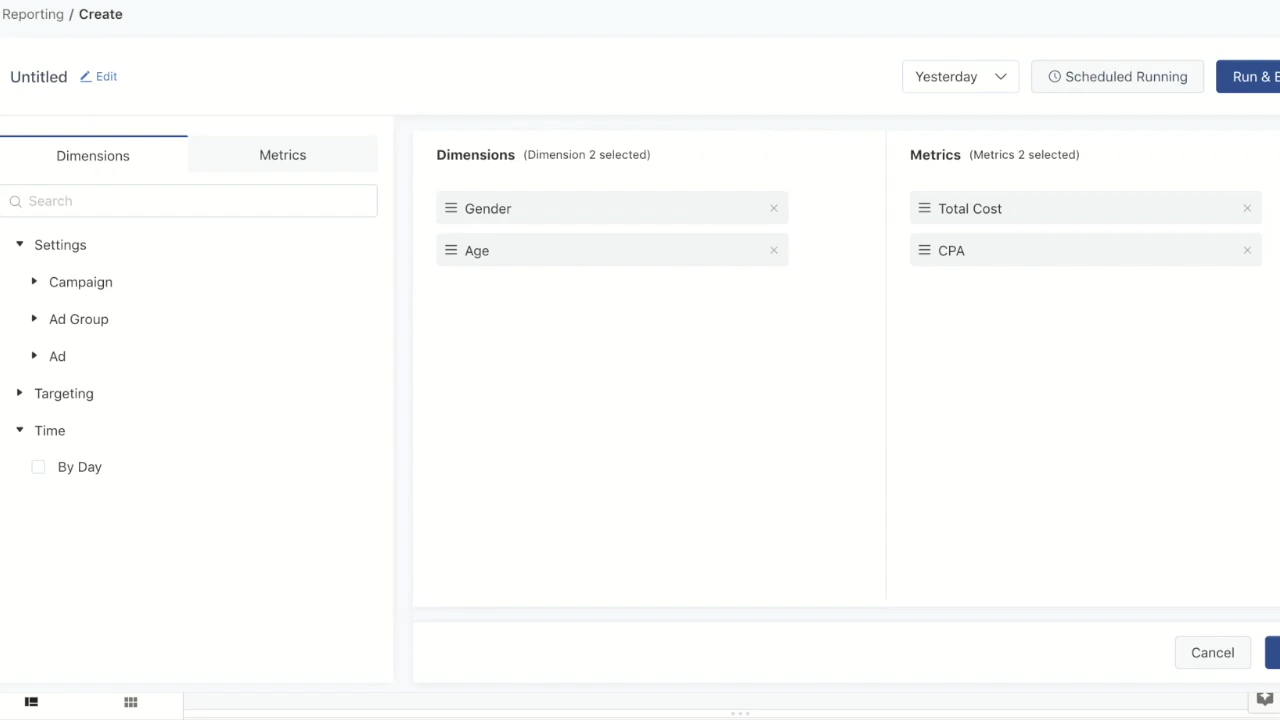 Reporting / Create
Untitled Edit
Yesterday
Scheduled Running
Run & E
Dimensions
Metrics
Search
Settings
Campaign
Ad Group
Ad
Targeting
Time
By Day
Dimensions (Dimension 2 selected)
Gender
Age
Metrics (Metrics 2 selected)
Total Cost
CPA
Cancel